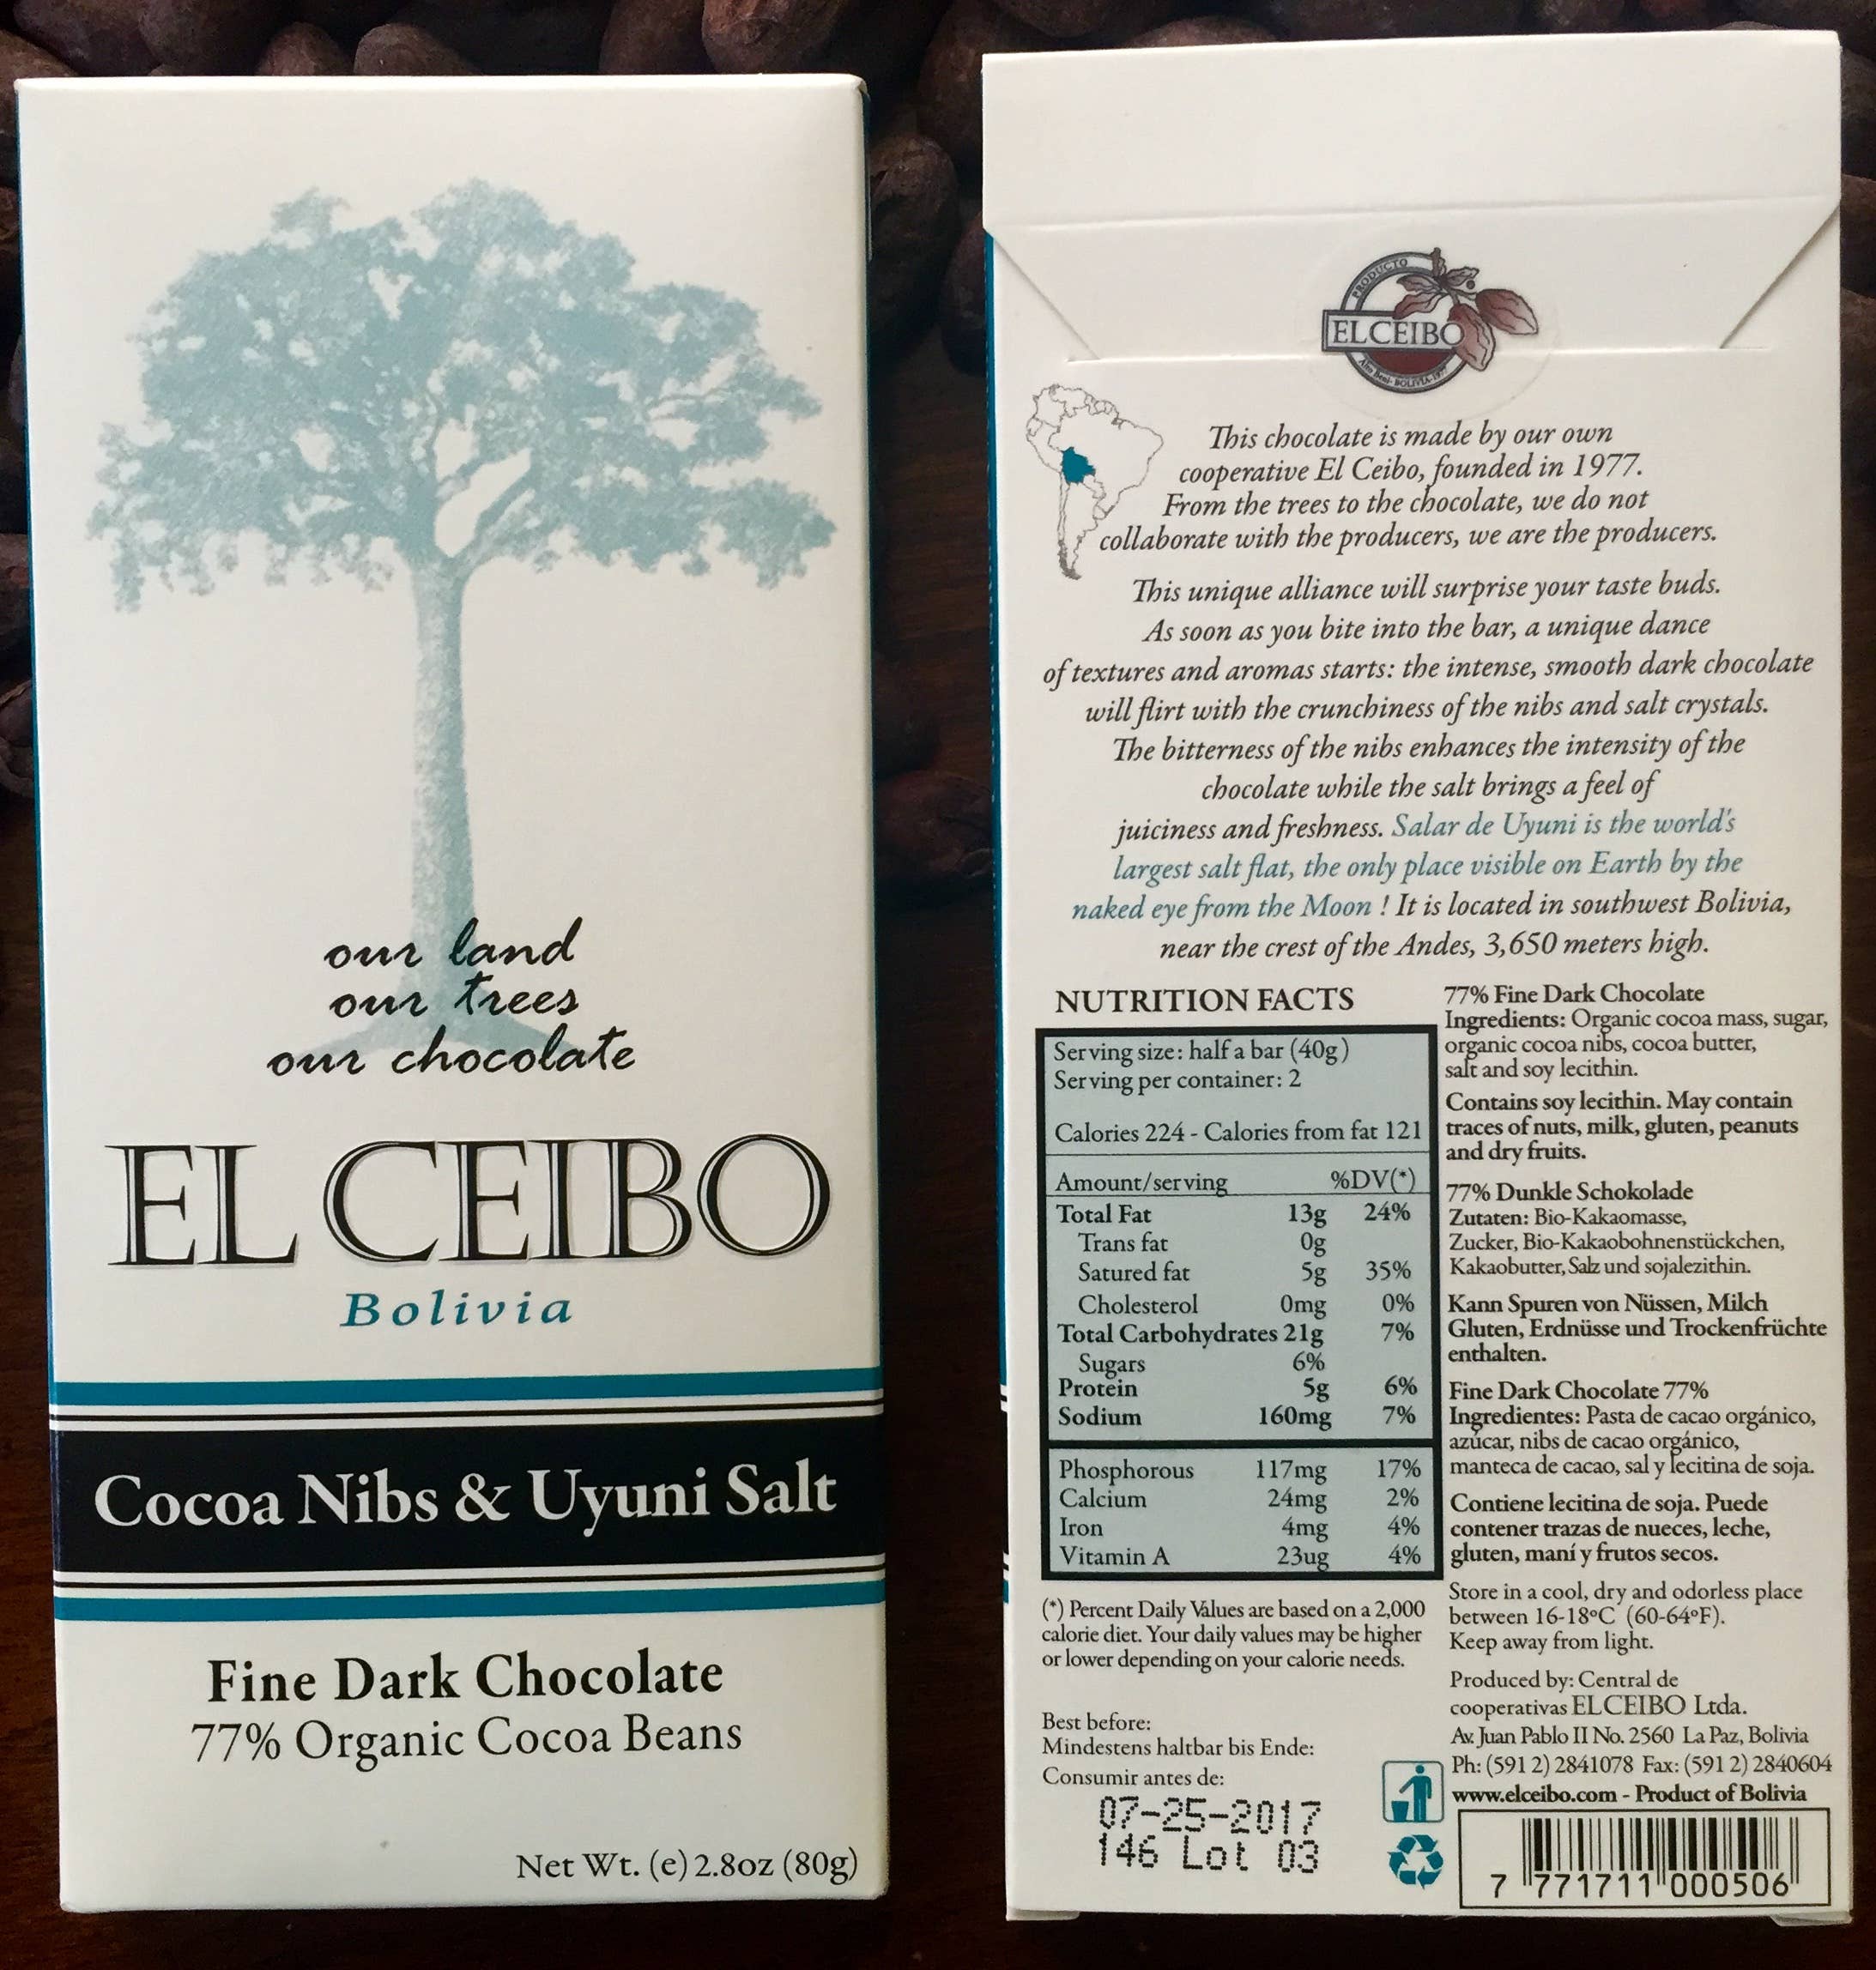 our land
our trees
our chocolate
EL CEIBO
Bolivia
Cocoa Nibs & Uyuni Salt
Fine Dark Chocolate
77% Organic Cocoa Beans
Net Wt. (e) 2.8oz (80g)
PRODUCTO
EL CEIBO
Alto Beni - BOLIVIA - 1977
This chocolate is made by our own
cooperative El Ceibo, founded in 1977.
From the trees to the chocolate, we do not
collaborate with the producers, we are the producers.
This unique alliance will surprise your taste buds.
As soon as you bite into the bar, a unique dance
of textures and aromas starts: the intense, smooth dark chocolate
will flirt with the crunchiness of the nibs and salt crystals.
The bitterness of the nibs enhances the intensity of the
chocolate while the salt brings a feel of
juiciness and freshness. Salar de Uyuni is the world's
largest salt flat, the only place visible on Earth by the
naked eye from the Moon ! It is located in southwest Bolivia,
near the crest of the Andes, 3,650 meters high.
NUTRITION FACTS
Serving size: half a bar (40g)
Serving per container: 2
Calories 224 - Calories from fat 121
Amount/serving %DV(*)
Total Fat 13g 24%
Trans fat 0g
Satured fat 5g 35%
Cholesterol 0mg 0%
Total Carbohydrates 21g 7%
Sugars 6%
Protein 5g 6%
Sodium 160mg 7%
Phosphorous 117mg 17%
Calcium 24mg 2%
Iron 4mg 4%
Vitamin A 23ug 4%
(*) Percent Daily Values are based on a 2,000
calorie diet. Your daily values may be higher
or lower depending on your calorie needs.
Best before:
Mindestens haltbar bis Ende:
Consumir antes de:
07-25-2017
146 Lot 03
77% Fine Dark Chocolate
Ingredients: Organic cocoa mass, sugar,
organic cocoa nibs, cocoa butter,
salt and soy lecithin.
Contains soy lecithin. May contain
traces of nuts, milk, gluten, peanuts
and dry fruits.
77% Dunkle Schokolade
Zutaten: Bio-Kakaomasse,
Zucker, Bio-Kakaobohnenstückchen,
Kakaobutter, Salz und sojalezithin.
Kann Spuren von Nüssen, Milch
Gluten, Erdnüsse und Trockenfrüchte
enthalten.
Fine Dark Chocolate 77%
Ingredientes: Pasta de cacao orgánico,
azúcar, nibs de cacao orgánico,
manteca de cacao, sal y lecitina de soja.
Contiene lecitina de soja. Puede
contener trazas de nueces, leche,
gluten, maní y frutos secos.
Store in a cool, dry and odorless place
between 16-18ºC (60-64ºF).
Keep away from light.
Produced by: Central de
cooperativas EL CEIBO Ltda.
Av. Juan Pablo II No. 2560 La Paz, Bolivia
Ph: (591 2) 2841078 Fax: (591 2) 2840604
www.elceibo.com - Product of Bolivia
7 771711 000506